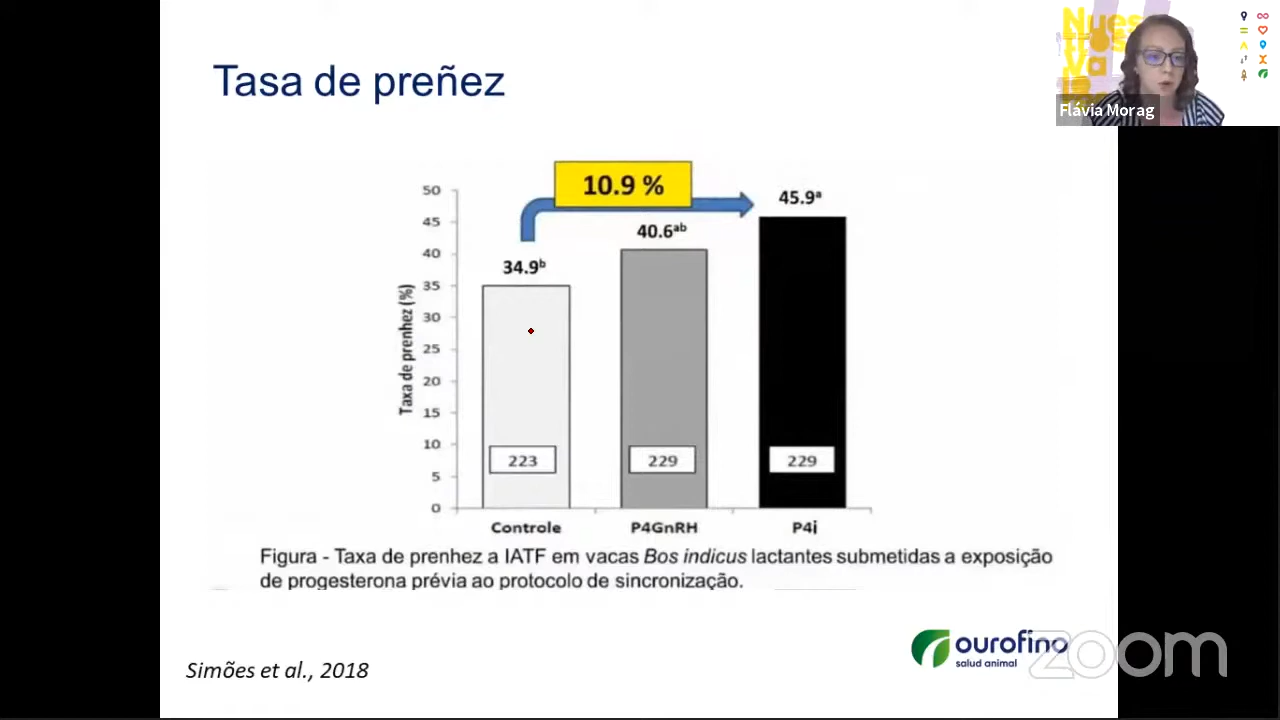 Tasa de preñez
Flávia Morag
10.9 %
50
45
40
35
30
25
20
15
10
5
0
Taxa de prenhez (%)
34.9ᵇ
40.6ᵃᵇ
45.9ᵃ
223
229
229
Controle
P4GnRH
P4i
Figura - Taxa de prenhez a IATF em vacas Bos indicus lactantes submetidas a exposição
de progesterona prévia ao protocolo de sincronização.
Simões et al., 2018
ourofino
salud animal
zoom